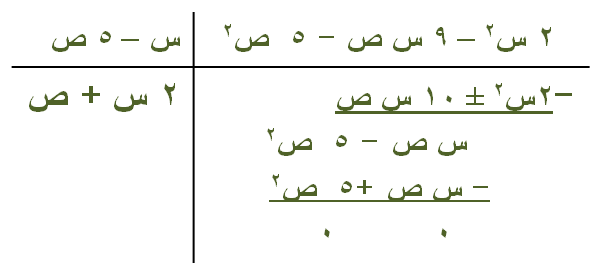 ٢ س٢ – ٩ س ص – ٥ ص٢
س – ٥ ص
–٢س٢ ± ١٠ س ص
٢ س + ص
س ص – ٥ ص٢
– س ص +٥ ص٢
٠ ٠